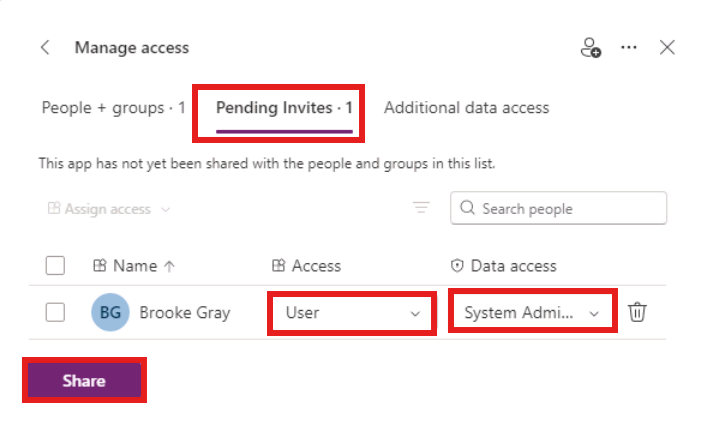 Manage access
People + groups · 1 Pending Invites · 1 Additional data access
This app has not yet been shared with the people and groups in this list.
Assign access Search people
Name ↑ Access Data access
BG Brooke Gray User System Admi...
Share